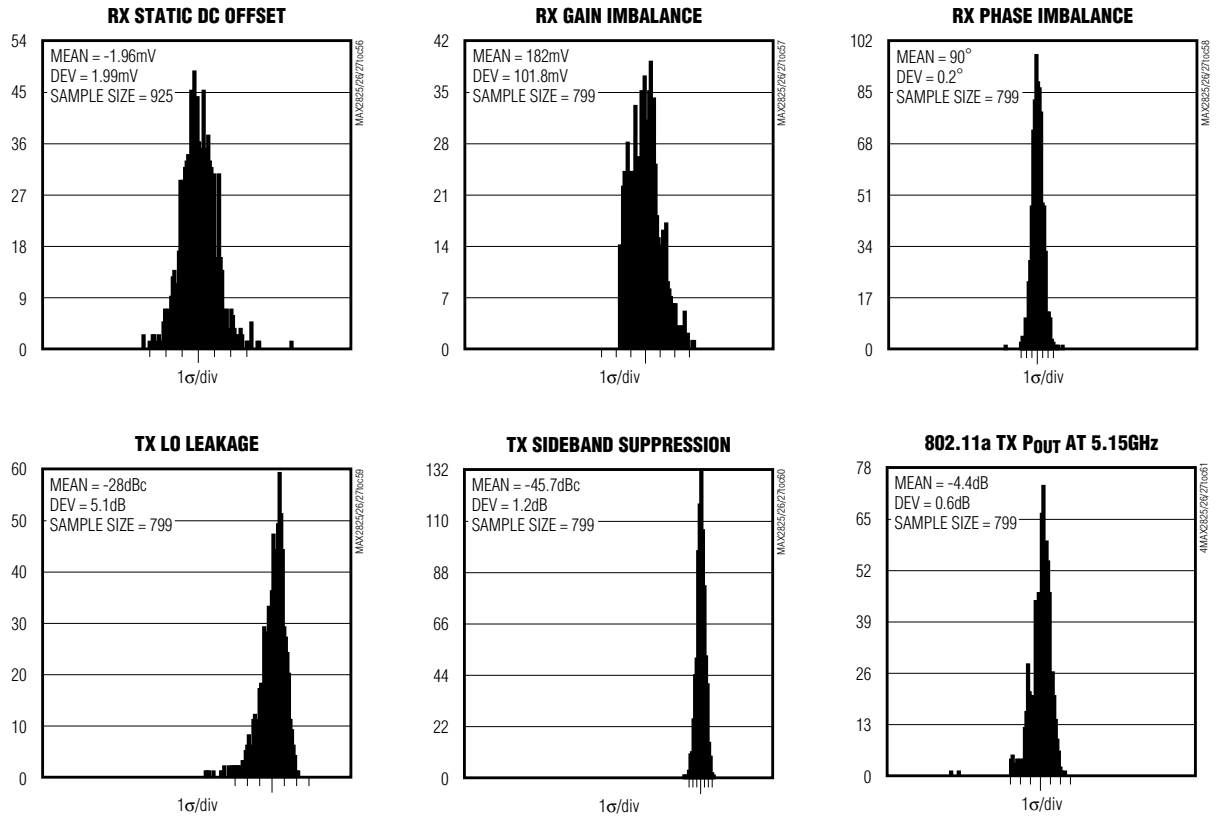 RX STATIC DC OFFSET
54
45
36
27
18
9
0
MEAN = -1.96mV
DEV = 1.99mV
SAMPLE SIZE = 925
MAX2825/26/27toc56
1σ/div
RX GAIN IMBALANCE
42
35
28
21
14
7
0
MEAN = 182mV
DEV = 101.8mV
SAMPLE SIZE = 799
MAX2825/26/27toc57
1σ/div
RX PHASE IMBALANCE
102
85
68
51
34
17
0
MEAN = 90°
DEV = 0.2°
SAMPLE SIZE = 799
MAX2825/26/27toc58
1σ/div
TX LO LEAKAGE
60
50
40
30
20
10
0
MEAN = -28dBc
DEV = 5.1dB
SAMPLE SIZE = 799
MAX2825/26/27toc59
1σ/div
TX SIDEBAND SUPPRESSION
132
110
88
66
44
22
0
MEAN = -45.7dBc
DEV = 1.2dB
SAMPLE SIZE = 799
MAX2825/26/27toc60
1σ/div
802.11a TX POUT AT 5.15GHz
78
65
52
39
26
13
0
MEAN = -4.4dB
DEV = 0.6dB
SAMPLE SIZE = 799
4MAX2825/26/27toc61
1σ/div